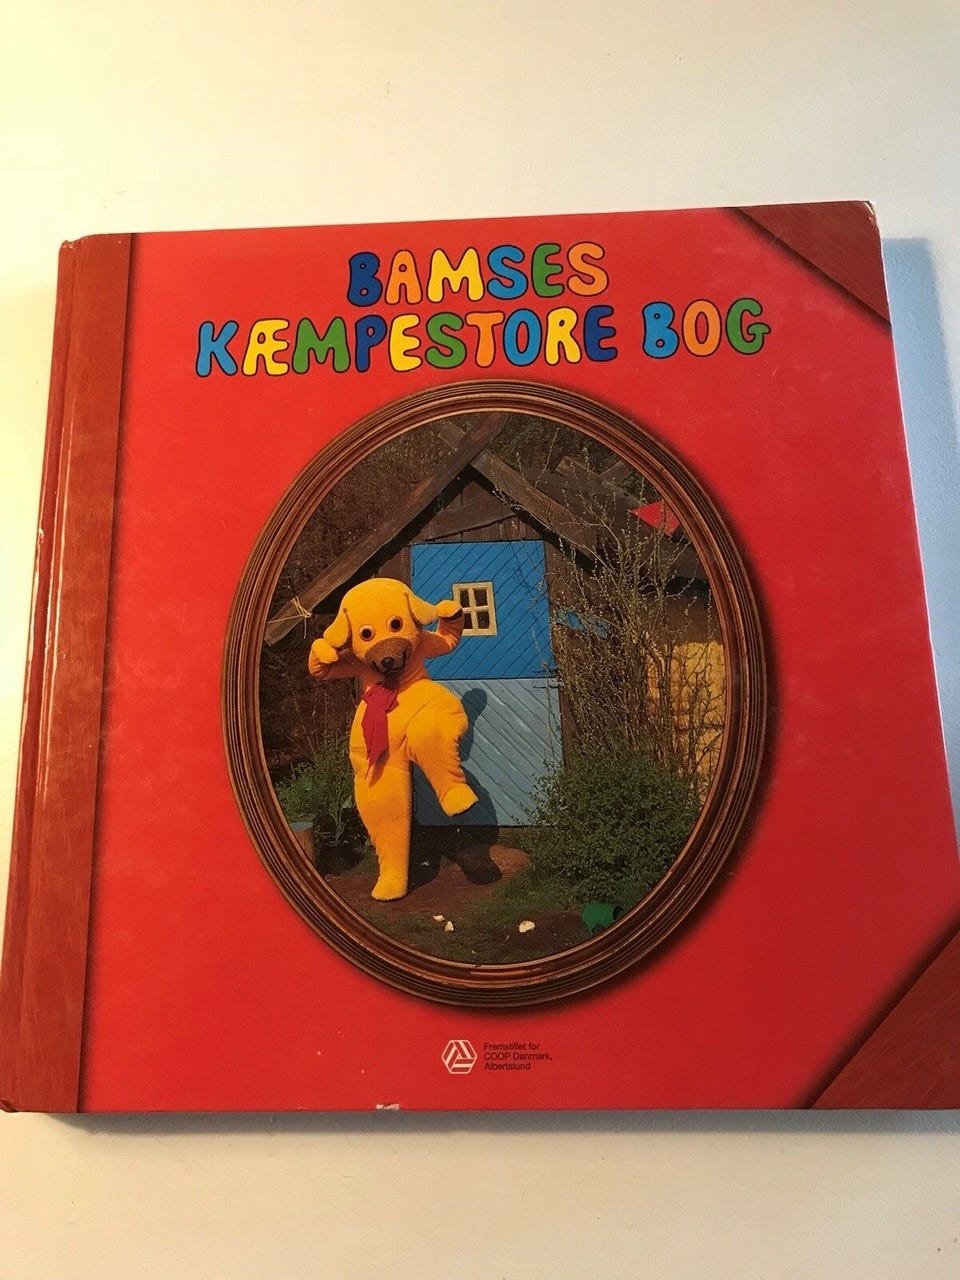 BAMSES
KÆMPESTORE BOG
Fremstillet for
COOP Danmark,
Albertslund